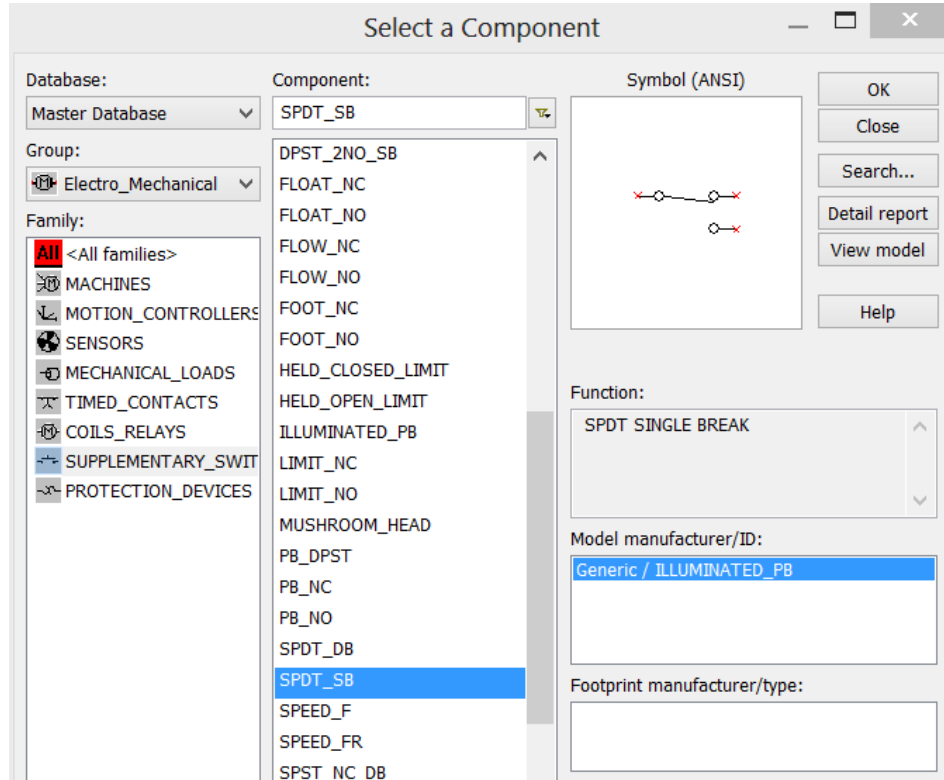 Select a Component
Database:
Master Database
Group:
Electro_Mechanical
Family:
All <All families>
MACHINES
MOTION_CONTROLLERS
SENSORS
MECHANICAL_LOADS
TIMED_CONTACTS
COILS_RELAYS
SUPPLEMENTARY_SWIT
PROTECTION_DEVICES
Component:
SPDT_SB
DPST_2NO_SB
FLOAT_NC
FLOAT_NO
FLOW_NC
FLOW_NO
FOOT_NC
FOOT_NO
HELD_CLOSED_LIMIT
HELD_OPEN_LIMIT
ILLUMINATED_PB
LIMIT_NC
LIMIT_NO
MUSHROOM_HEAD
PB_DPST
PB_NC
PB_NO
SPDT_DB
SPDT_SB
SPEED_F
SPEED_FR
SPST_NC_DB
Symbol (ANSI)
Function:
SPDT SINGLE BREAK
Model manufacturer/ID:
Generic / ILLUMINATED_PB
Footprint manufacturer/type:
OK
Close
Search...
Detail report
View model
Help